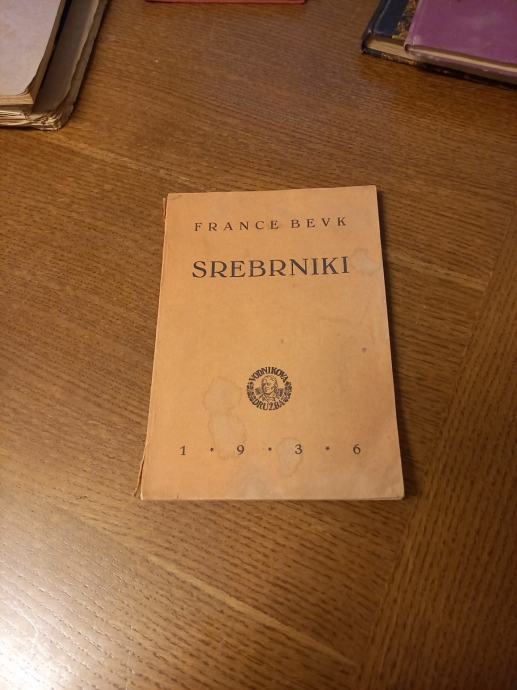 FRANCE BEVK
SREBRNIKI
VODNIKOVA
DRUŽBA
1 • 9 • 3 • 6